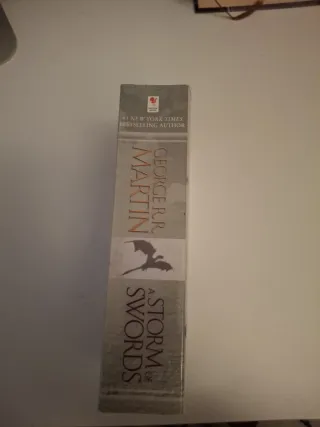 #1 NEW YORK TIMES
BESTSELLING AUTHOR
GEORGE R. R.
MARTIN
A STORM
OF
SWORDS